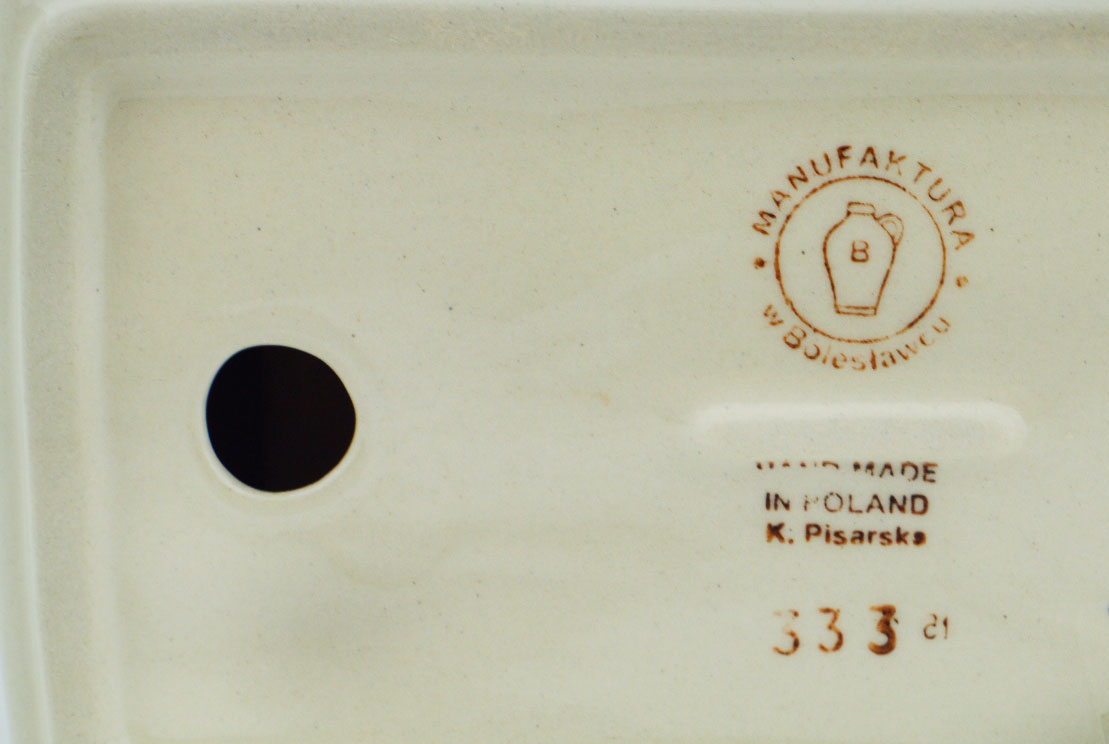 MANUFAKTURA
B
w Bolesławcu
HAND MADE
IN POLAND
K. Pisarska
333